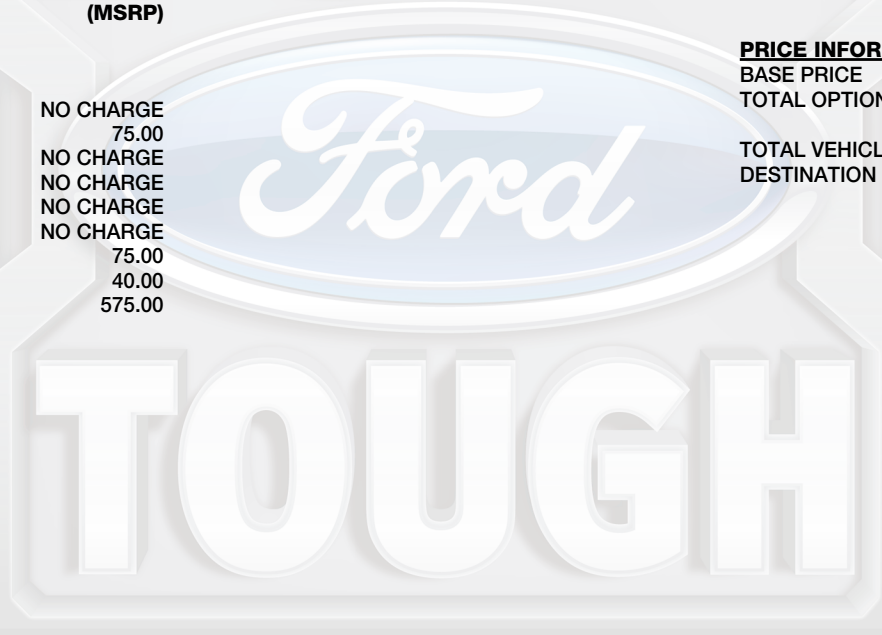 (MSRP)
NO CHARGE
75.00
NO CHARGE
NO CHARGE
NO CHARGE
NO CHARGE
75.00
40.00
575.00
PRICE INFOR
BASE PRICE
TOTAL OPTION
TOTAL VEHICL
DESTINATION
Ford
TOUGH